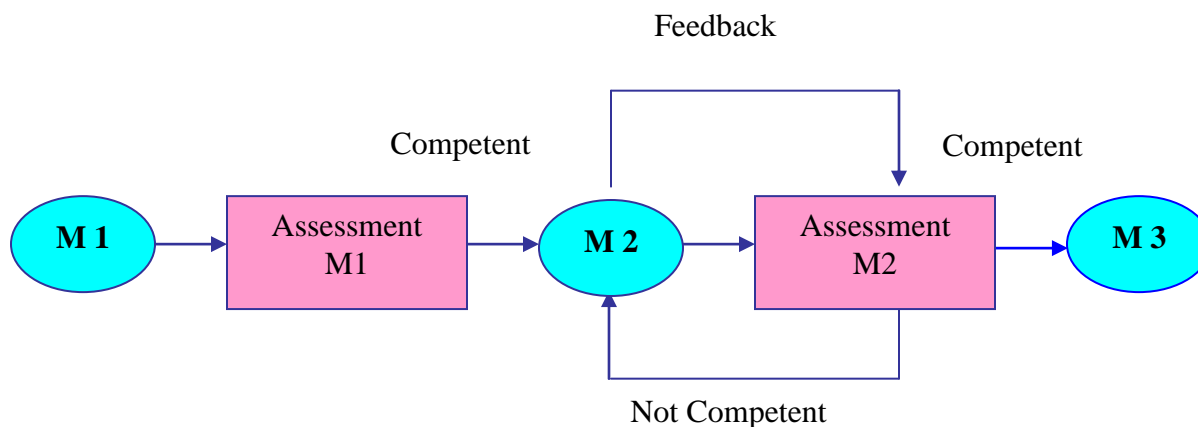 Feedback
Competent
Competent
M 1
Assessment
M1
M 2
Assessment
M2
M 3
Not Competent